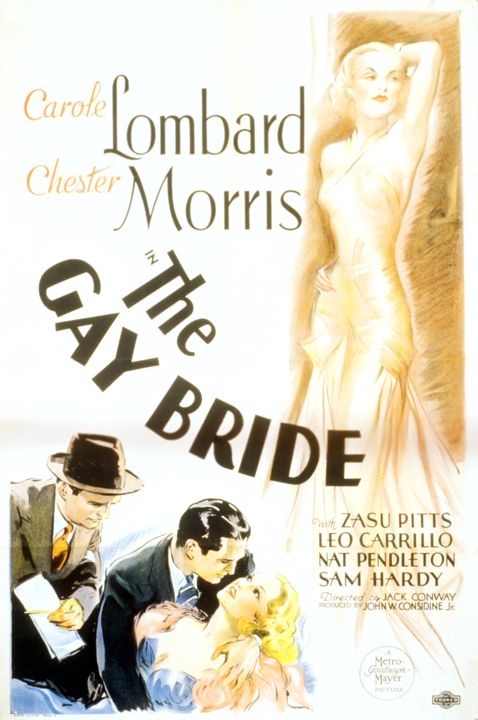 Carole Lombard
Chester Morris
IN
The
GAY BRIDE
With ZASU PITTS
LEO CARRILLO
NAT PENDLETON
SAM HARDY
Directed by JACK CONWAY
PRODUCED BY JOHN W. CONSIDINE Jr.
A
Metro-
Goldwyn-
Mayer
PICTURE